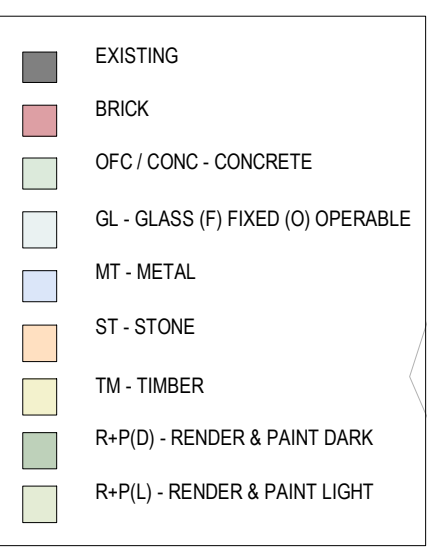 EXISTING
BRICK
OFC / CONC - CONCRETE
GL - GLASS (F) FIXED (O) OPERABLE
MT - METAL
ST - STONE
TM - TIMBER
R+P(D) - RENDER & PAINT DARK
R+P(L) - RENDER & PAINT LIGHT